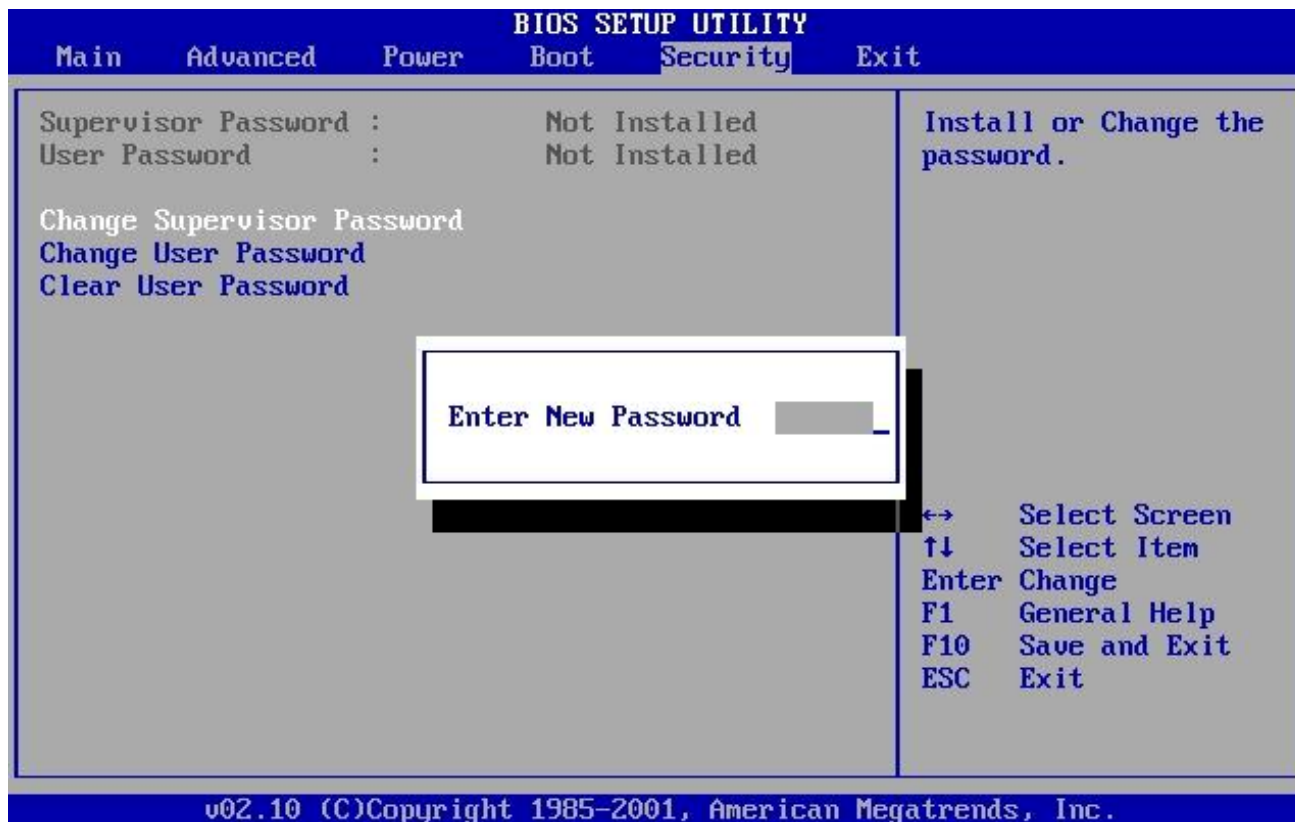 BIOS SETUP UTILITY
Main Advanced Power Boot Security Exit
Supervisor Password : Not Installed
User Password : Not Installed
Change Supervisor Password
Change User Password
Clear User Password
Install or Change the
password.
Enter New Password
←→ Select Screen
↑↓ Select Item
Enter Change
F1 General Help
F10 Save and Exit
ESC Exit
v02.10 (C)Copyright 1985-2001, American Megatrends, Inc.